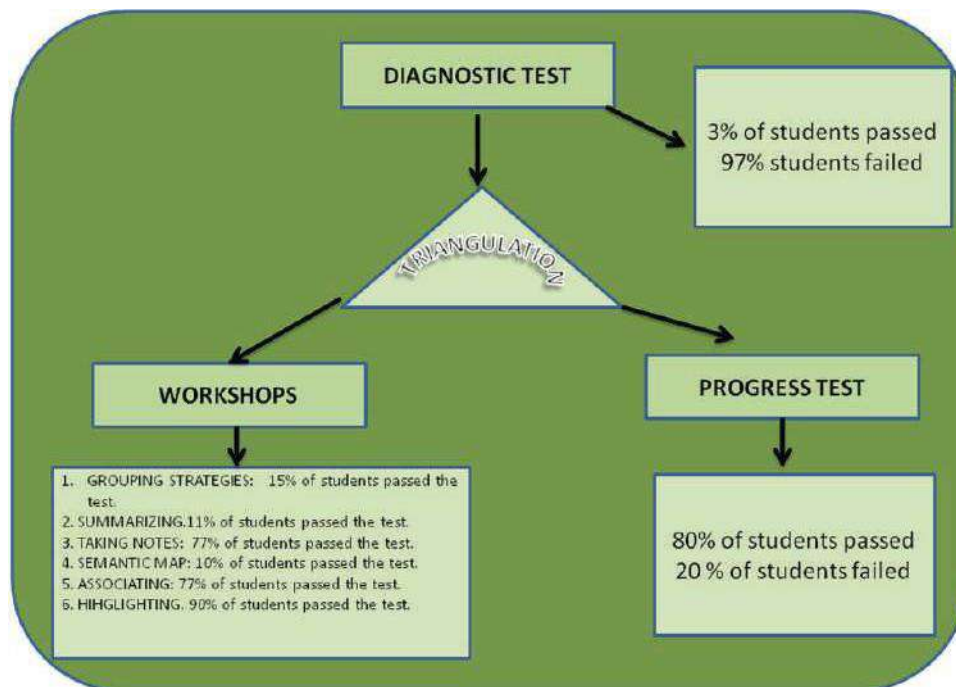 DIAGNOSTIC TEST
3% of students passed
97% students failed
TRIANGULATION
WORKSHOPS
PROGRESS TEST
1. GROUPING STRATEGIES: 15% of students passed the
test.
2. SUMMARIZING.11% of students passed the test.
3. TAKING NOTES: 77% of students passed the test.
4. SEMANTIC MAP: 10% of students passed the test.
5. ASSOCIATING: 77% of students passed the test.
6. HIHGLIGHTING. 90% of students passed the test.
80% of students passed
20 % of students failed